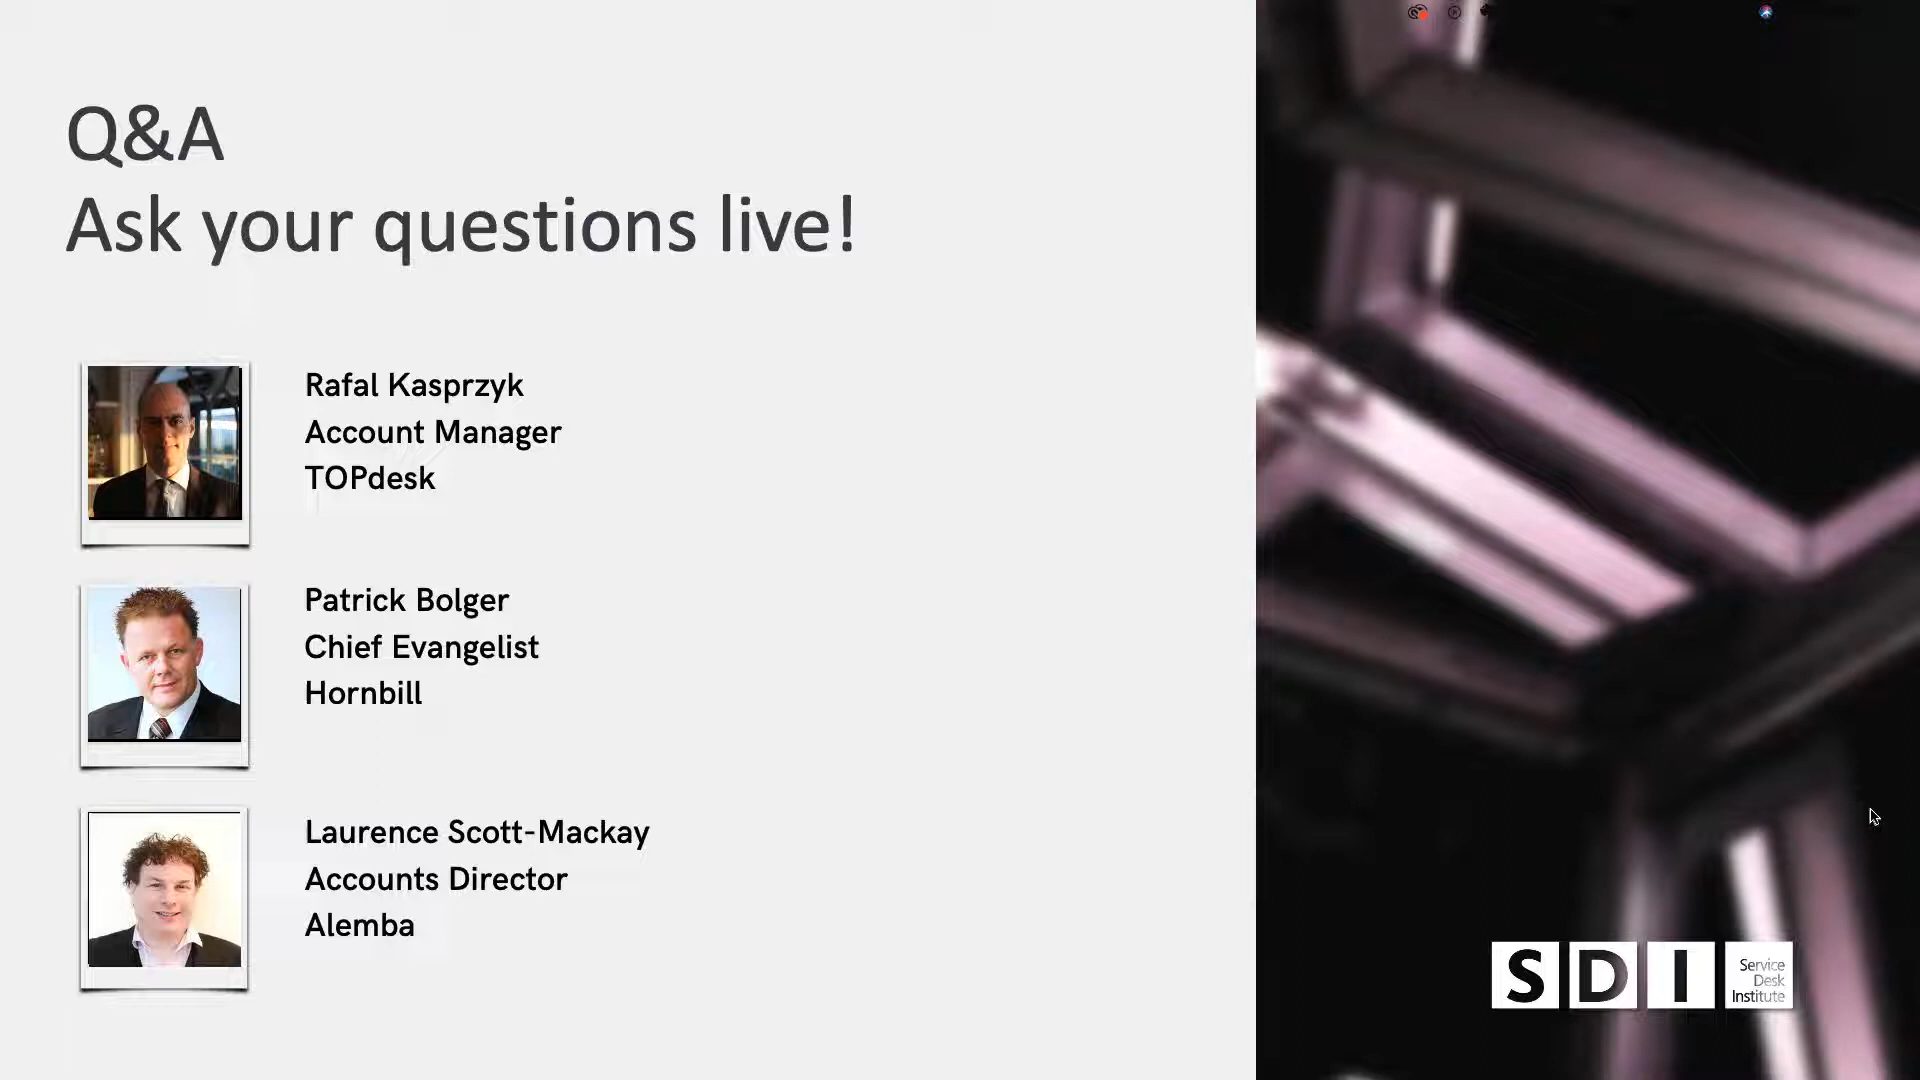 Q&A
Ask your questions live!
Rafal Kasprzyk
Account Manager
TOPdesk
Patrick Bolger
Chief Evangelist
Hornbill
Laurence Scott-Mackay
Accounts Director
Alemba
SDI
Service
Desk
Institute